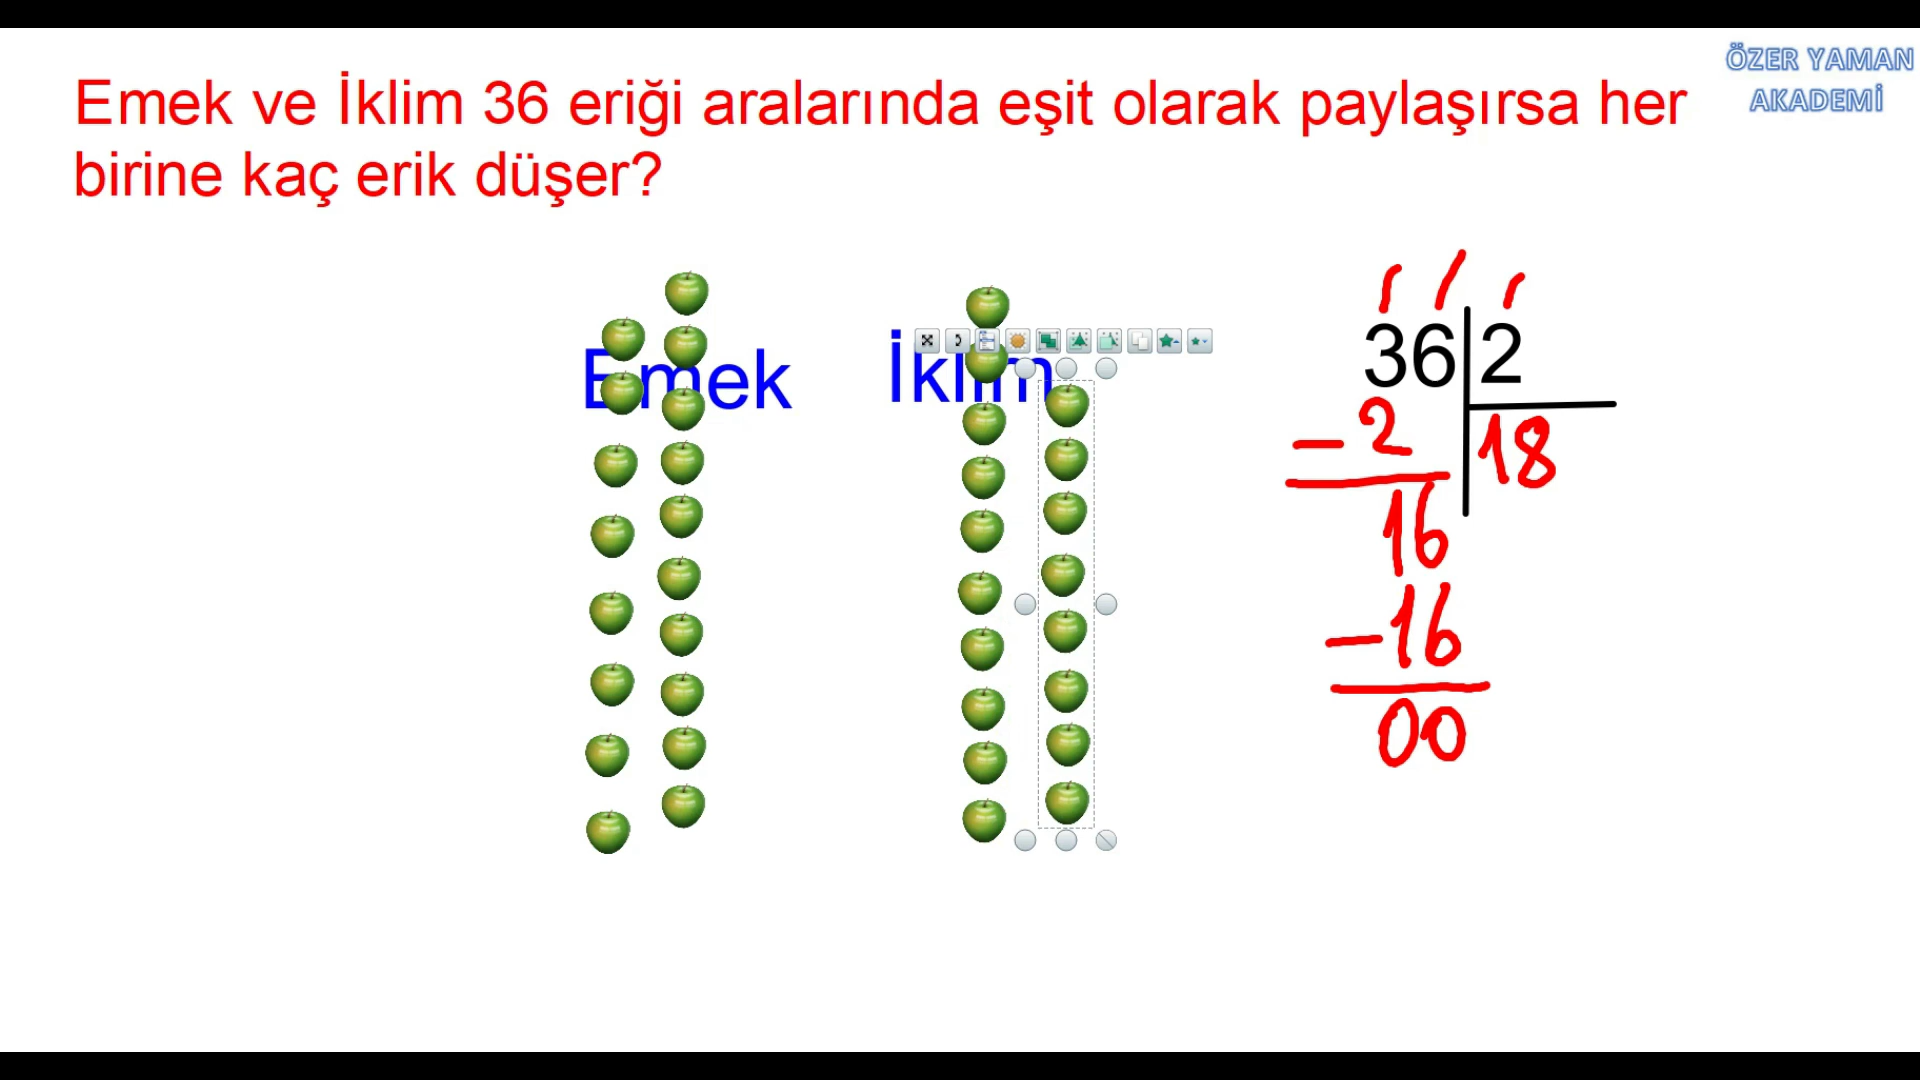 Emek ve İklim 36 eriği aralarında eşit olarak paylaşırsa her
birine kaç erik düşer?
ÖZER YAMAN
AKADEMİ
Emek
İklim
36 2
- 2 18
16
-16
00